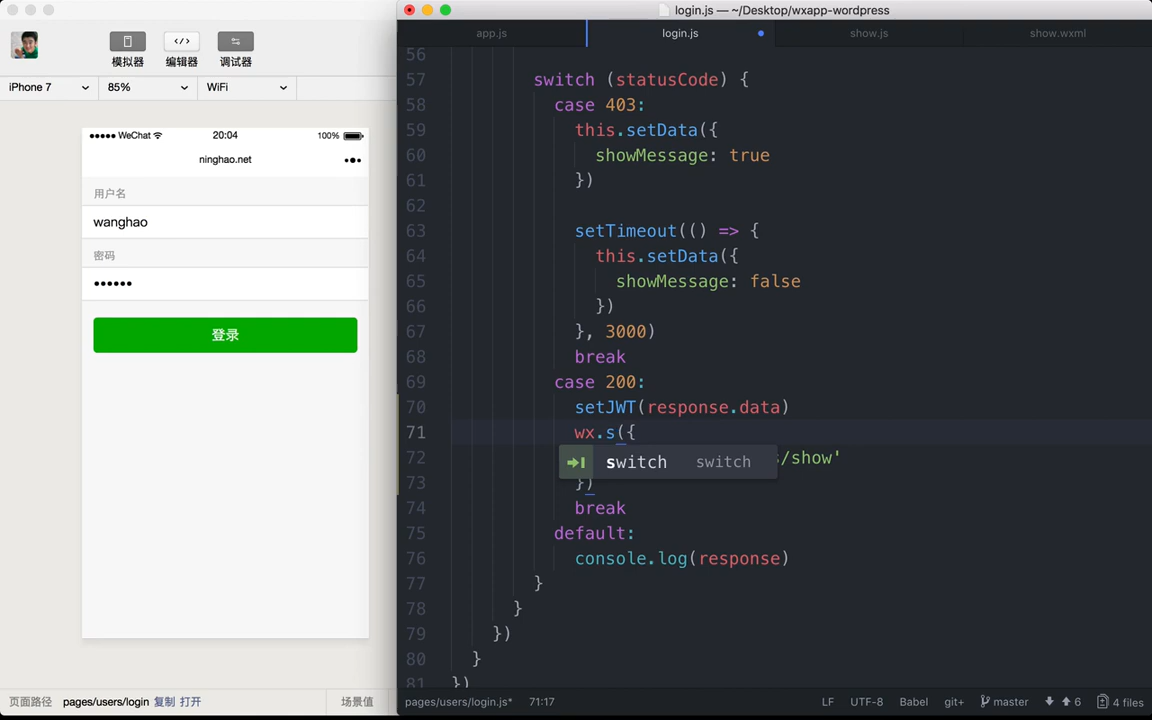 模拟器 编辑器 调试器
iPhone 7 85% WiFi
WeChat 20:04 100%
ninghao.net
用户名
wanghao
密码
••••••
登录
页面路径 pages/users/login 复制 打开 场景值
login.js — ~/Desktop/wxapp-wordpress
app.js login.js show.js show.wxml
56
57 switch (statusCode) {
58 case 403:
59 this.setData({
60 showMessage: true
61 })
62
63 setTimeout(() => {
64 this.setData({
65 showMessage: false
66 })
67 }, 3000)
68 break
69 case 200:
70 setJWT(response.data)
71 wx.s({
switch switch
72 s/show'
73 })
74 break
75 default:
76 console.log(response)
77 }
78 }
79 })
80 }
81 })
pages/users/login.js* 71:17 LF UTF-8 Babel git+ master 6 4 files